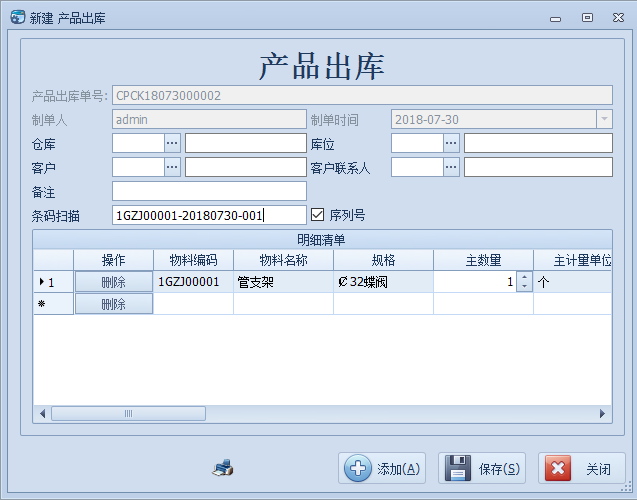 新建 产品出库
产品出库
产品出库单号: CPCK18073000002
制单人 admin 制单时间 2018-07-30
仓库 ... 库位 ...
客户 ... 客户联系人 ...
备注
条码扫描 1GZJ00001-20180730-001 序列号
明细清单
操作 物料编码 物料名称 规格 主数量 主计量单位
1 删除 1GZJ00001 管支架 ₡32蝶阀 1 个
* 删除
添加(A) 保存(S) 关闭